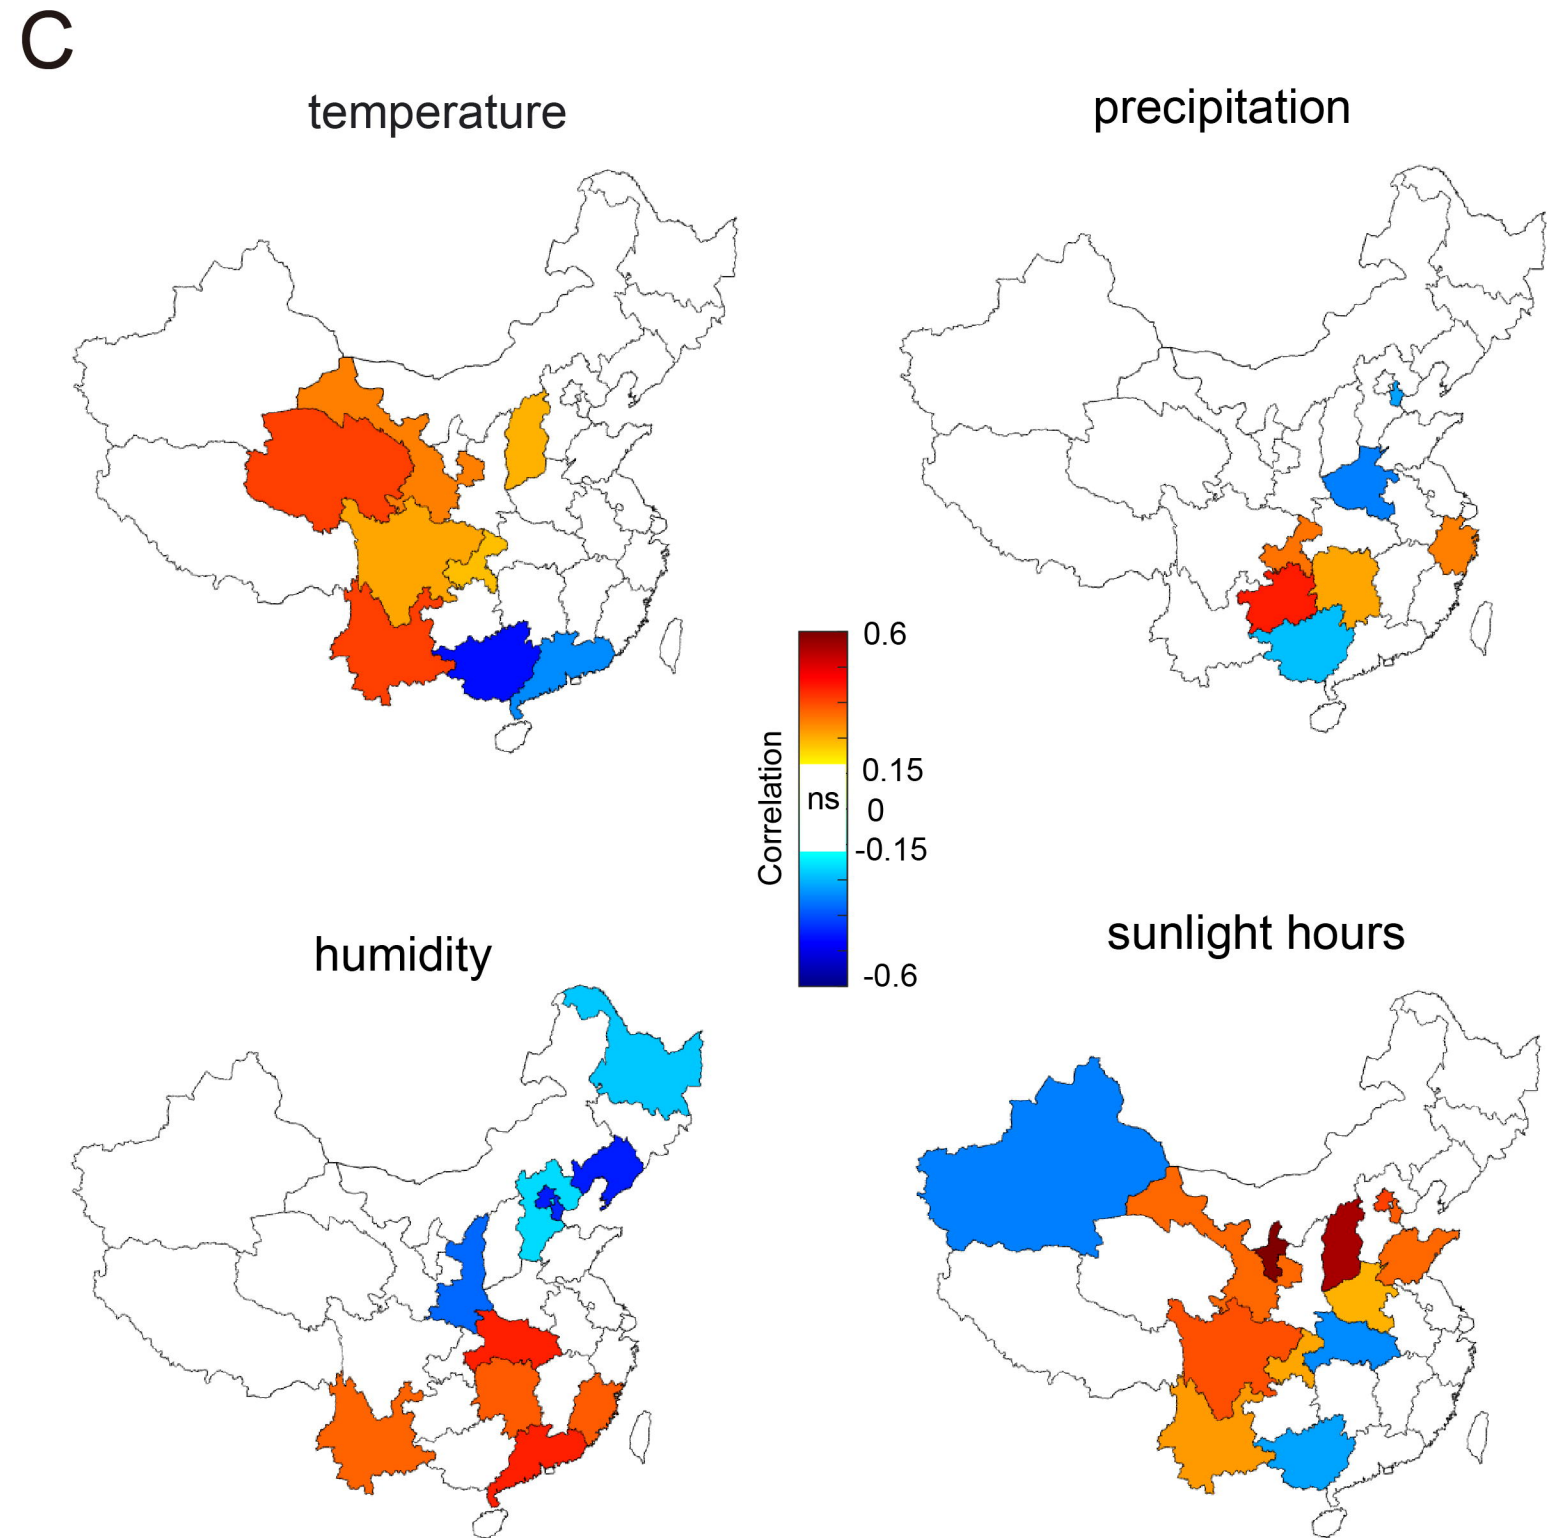 C
temperature
precipitation
0.6
0.15
ns
0
-0.15
-0.6
Correlation
humidity
sunlight hours